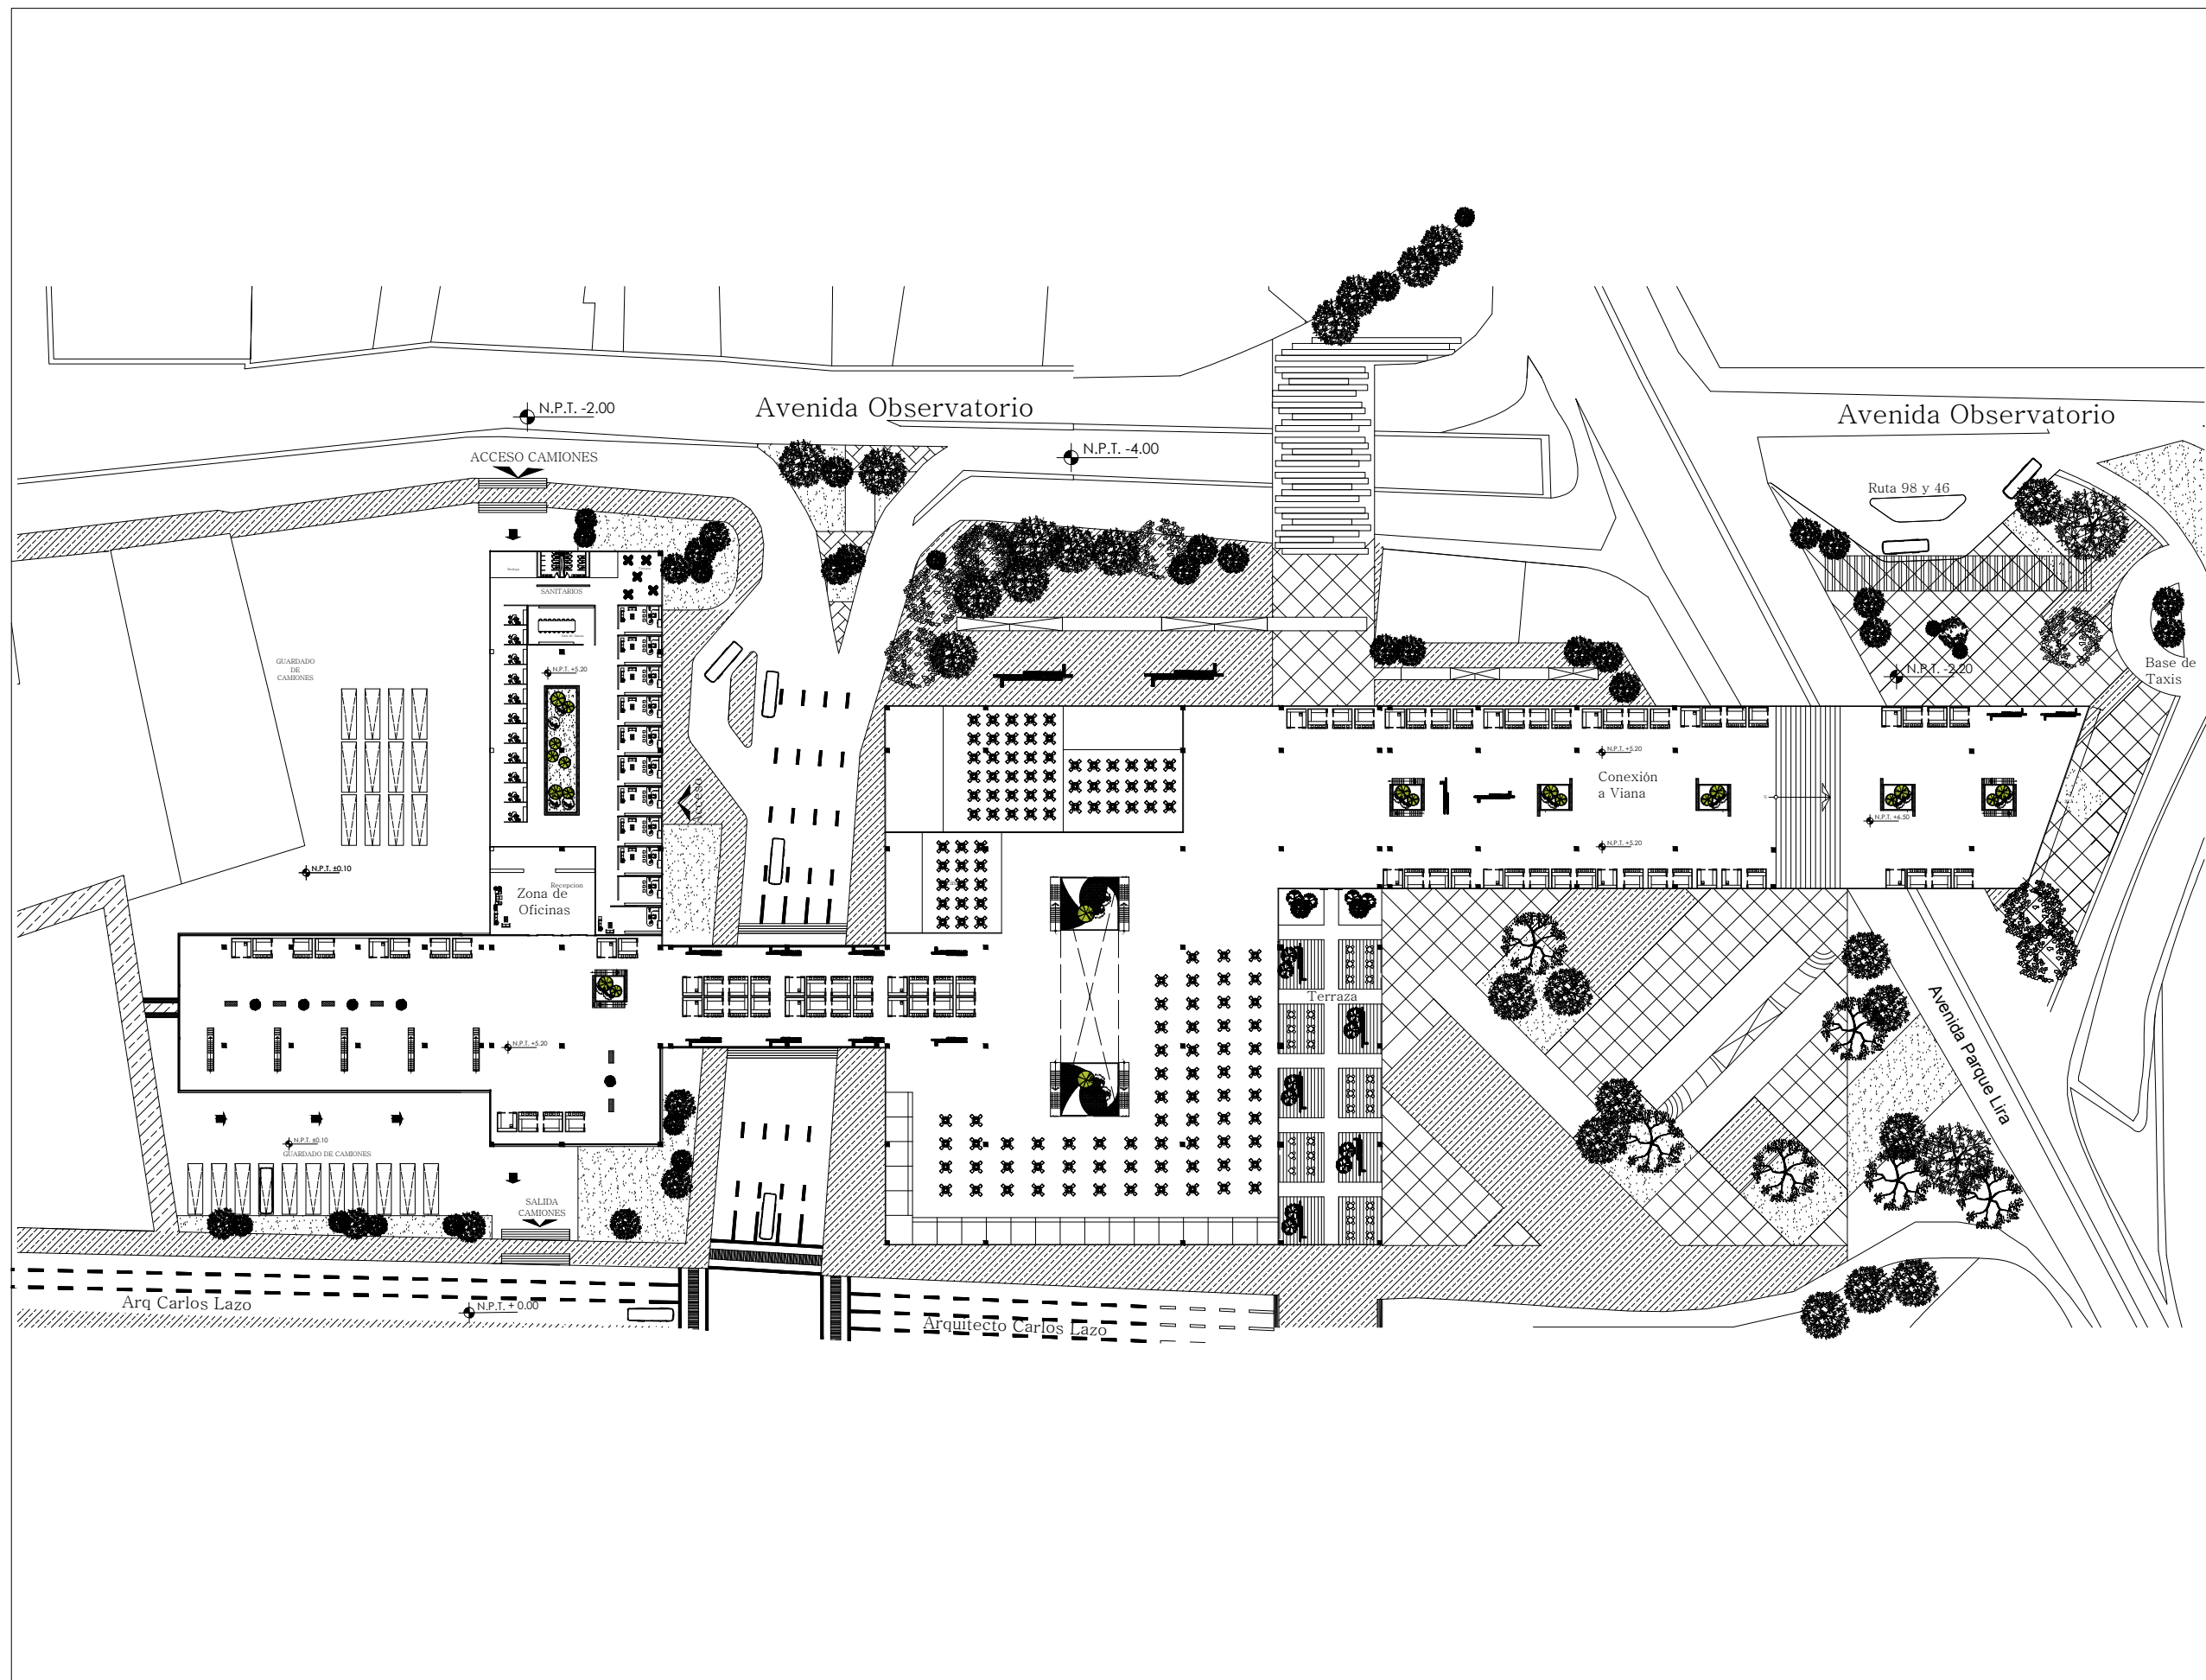 N.P.T. -2.00
Avenida Observatorio
Avenida Observatorio
N.P.T. -4.00
ACCESO CAMIONES
Ruta 98 y 46
SANITARIOS
GUARDADO
DE
CAMIONES
N.P.T. +5.20
N.P.T. -2.20
Base de
Taxis
N.P.T. +5.20
Conexión
a Viana
ACCESO
N.P.T. +6.50
N.P.T. +5.20
N.P.T. ±0.10
Recepcion
Zona de
Oficinas
Terraza
Avenida Parque Lira
N.P.T. +5.20
N.P.T. ±0.10
GUARDADO DE CAMIONES
SALIDA
CAMIONES
Arq Carlos Lazo
N.P.T. + 0.00
Arquitecto Carlos Lazo